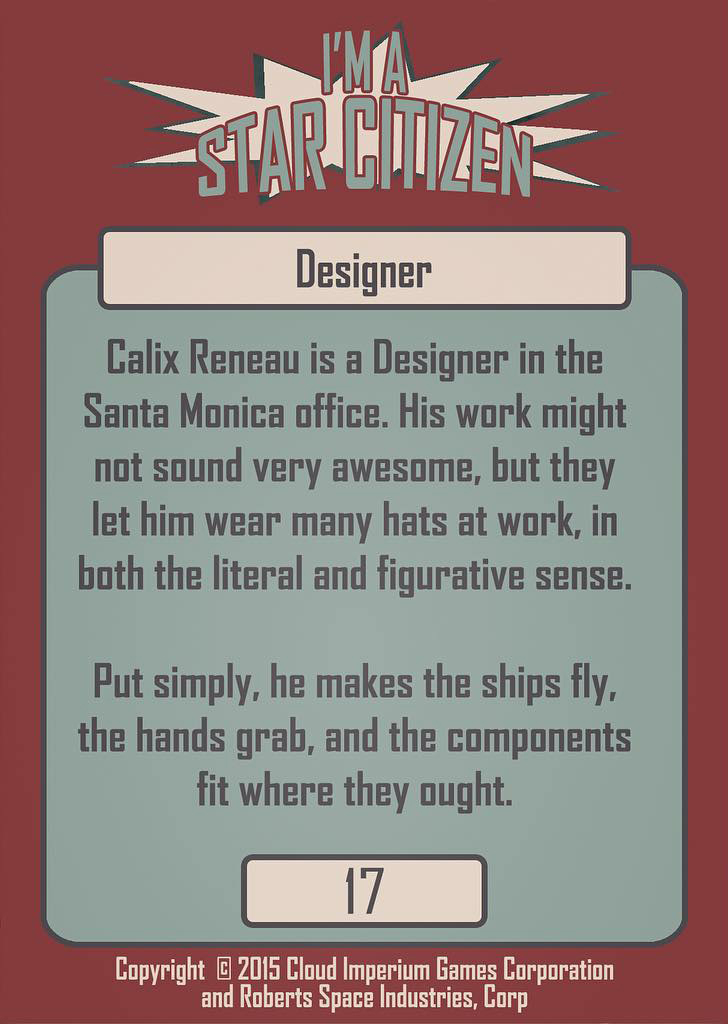 I'M A
STAR CITIZEN
Designer
Calix Reneau is a Designer in the
Santa Monica office. His work might
not sound very awesome, but they
let him wear many hats at work, in
both the literal and figurative sense.
Put simply, he makes the ships fly,
the hands grab, and the components
fit where they ought.
17
Copyright © 2015 Cloud Imperium Games Corporation
and Roberts Space Industries, Corp